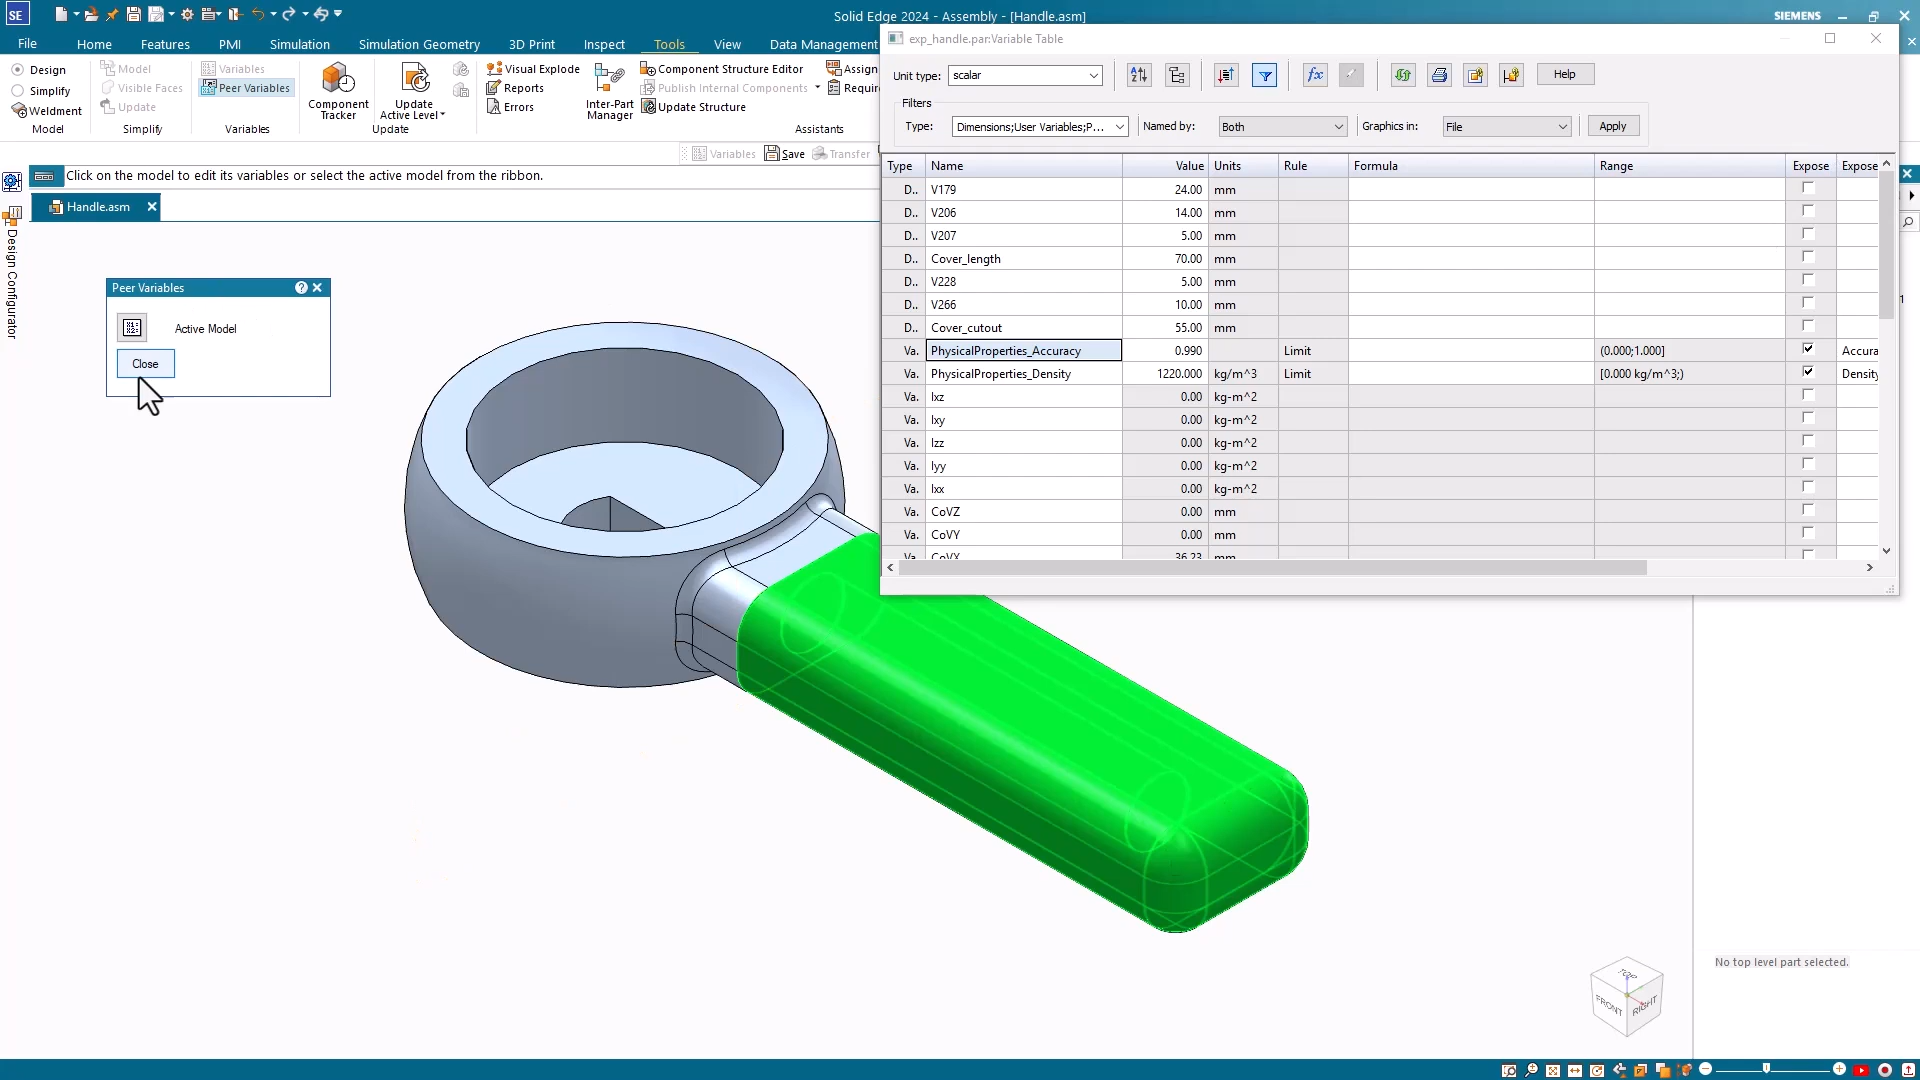 SE
Solid Edge 2024 - Assembly - [Handle.asm]
SIEMENS
File Home Features PMI Simulation Simulation Geometry 3D Print Inspect Tools View Data Management
Design
Simplify
Weldment
Model
Model
Visible Faces
Update
Simplify
Variables
Peer Variables
Variables
Component
Tracker
Update
Active Level
Update
Visual Explode
Reports
Errors
Inter-Part
Manager
Component Structure Editor
Publish Internal Components
Update Structure
Assign
Requir
Assistants
Variables Save Transfer
Click on the model to edit its variables or select the active model from the ribbon.
Handle.asm
Design Configurator
Peer Variables
Active Model
Close
exp_handle.par:Variable Table
Unit type: scalar
Help
Filters
Type: Dimensions;User Variables;P... Named by: Both Graphics in: File Apply
Type Name Value Units Rule Formula Range Expose Expose
D.. V179 24.00 mm
D.. V206 14.00 mm
D.. V207 5.00 mm
D.. Cover_length 70.00 mm
D.. V228 5.00 mm
D.. V266 10.00 mm
D.. Cover_cutout 55.00 mm
Va. PhysicalProperties_Accuracy 0.990 Limit (0.000;1.000] Accura
Va. PhysicalProperties_Density 1220.000 kg/m^3 Limit [0.000 kg/m^3;) Density
Va. Ixz 0.00 kg-m^2
Va. Ixy 0.00 kg-m^2
Va. Izz 0.00 kg-m^2
Va. Iyy 0.00 kg-m^2
Va. Ixx 0.00 kg-m^2
Va. CoVZ 0.00 mm
Va. CoVY 0.00 mm
Va. CoVX 36.23 mm
1
No top level part selected.
TOP
FRONT
RIGHT